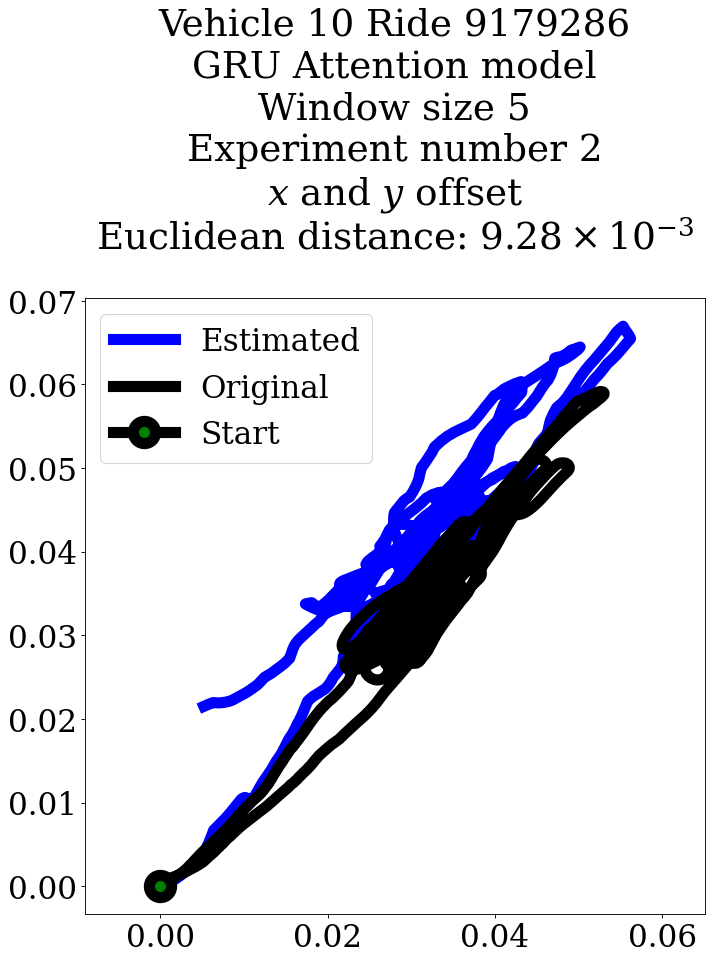 Vehicle 10 Ride 9179286
GRU Attention model
Window size 5
Experiment number 2
x and y offset
Euclidean distance: 9.28 × 10⁻³
0.07
0.06
0.05
0.04
0.03
0.02
0.01
0.00
Estimated
Original
Start
0.00 0.02 0.04 0.06